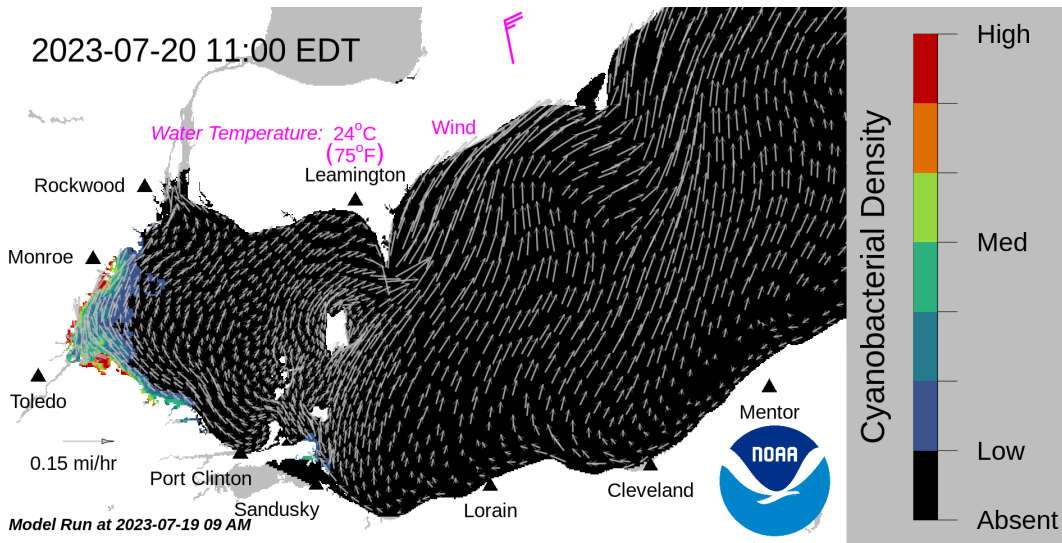 2023-07-20 11:00 EDT
Water Temperature: 24°C
(75°F)
Wind
Leamington
Rockwood
Monroe
Toledo
0.15 mi/hr
Port Clinton
Sandusky
Lorain
Cleveland
Mentor
NOAA
Model Run at 2023-07-19 09 AM
Cyanobacterial Density
High
Med
Low
Absent